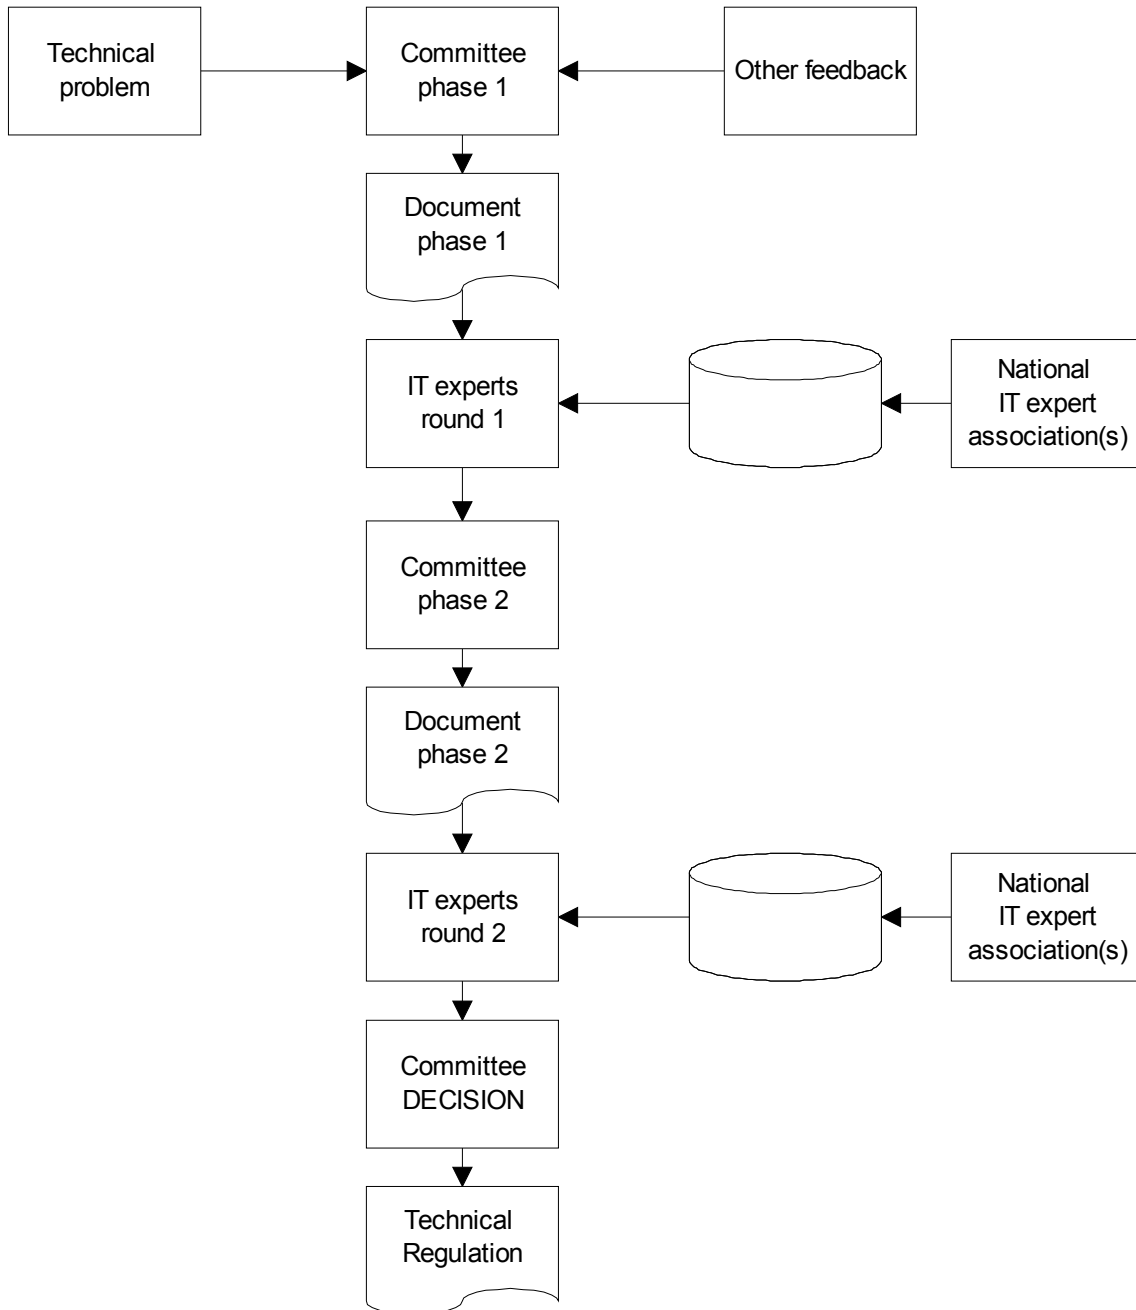 Technical
problem
Committee
phase 1
Other feedback
Document
phase 1
IT experts
round 1
National
IT expert
association(s)
Committee
phase 2
Document
phase 2
IT experts
round 2
National
IT expert
association(s)
Committee
DECISION
Technical
Regulation